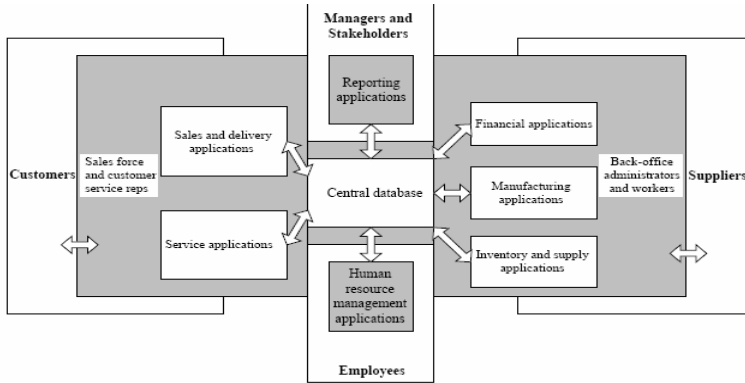 Managers and
Stakeholders
Reporting
applications
Sales and delivery
applications
Financial applications
Customers
Sales force
and customer
service reps
Central database
Manufacturing
applications
Back-office
administrators
and workers
Suppliers
Service applications
Inventory and supply
applications
Human
resource
management
applications
Employees